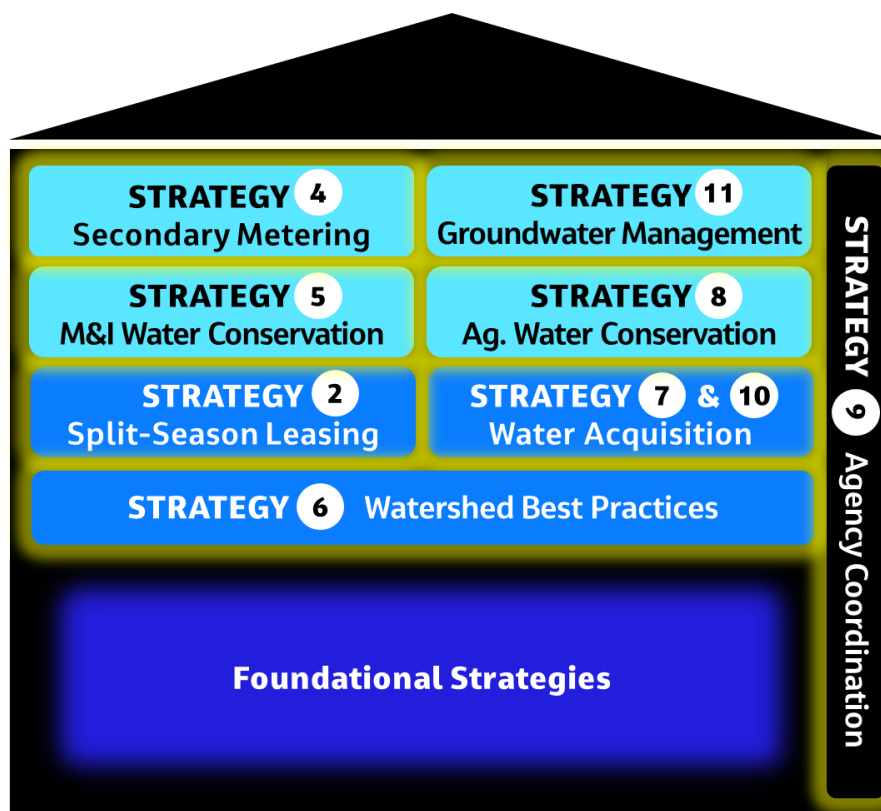 STRATEGY 4
Secondary Metering
STRATEGY 11
Groundwater Management
STRATEGY 5
M&I Water Conservation
STRATEGY 8
Ag. Water Conservation
STRATEGY 2
Split-Season Leasing
STRATEGY 7 & 10
Water Acquisition
STRATEGY 6 Watershed Best Practices
Foundational Strategies
STRATEGY 9 Agency Coordination